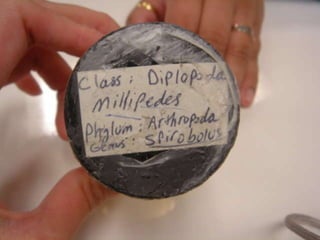 Class: Diplopoda
Millipedes
Phylum: Arthropoda
Genus: Spirobolus